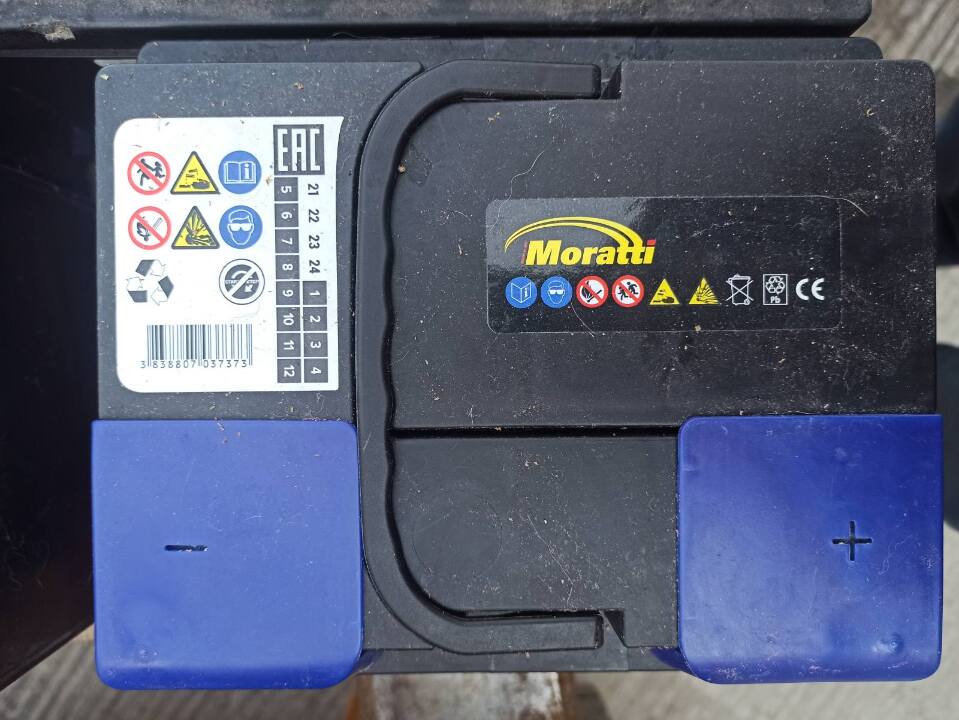 EAC
21 22 23 24 1 2 3 4
5 6 7 8 9 10 11 12
3 838807 037373
Moratti
i
Pb
CE
-
+